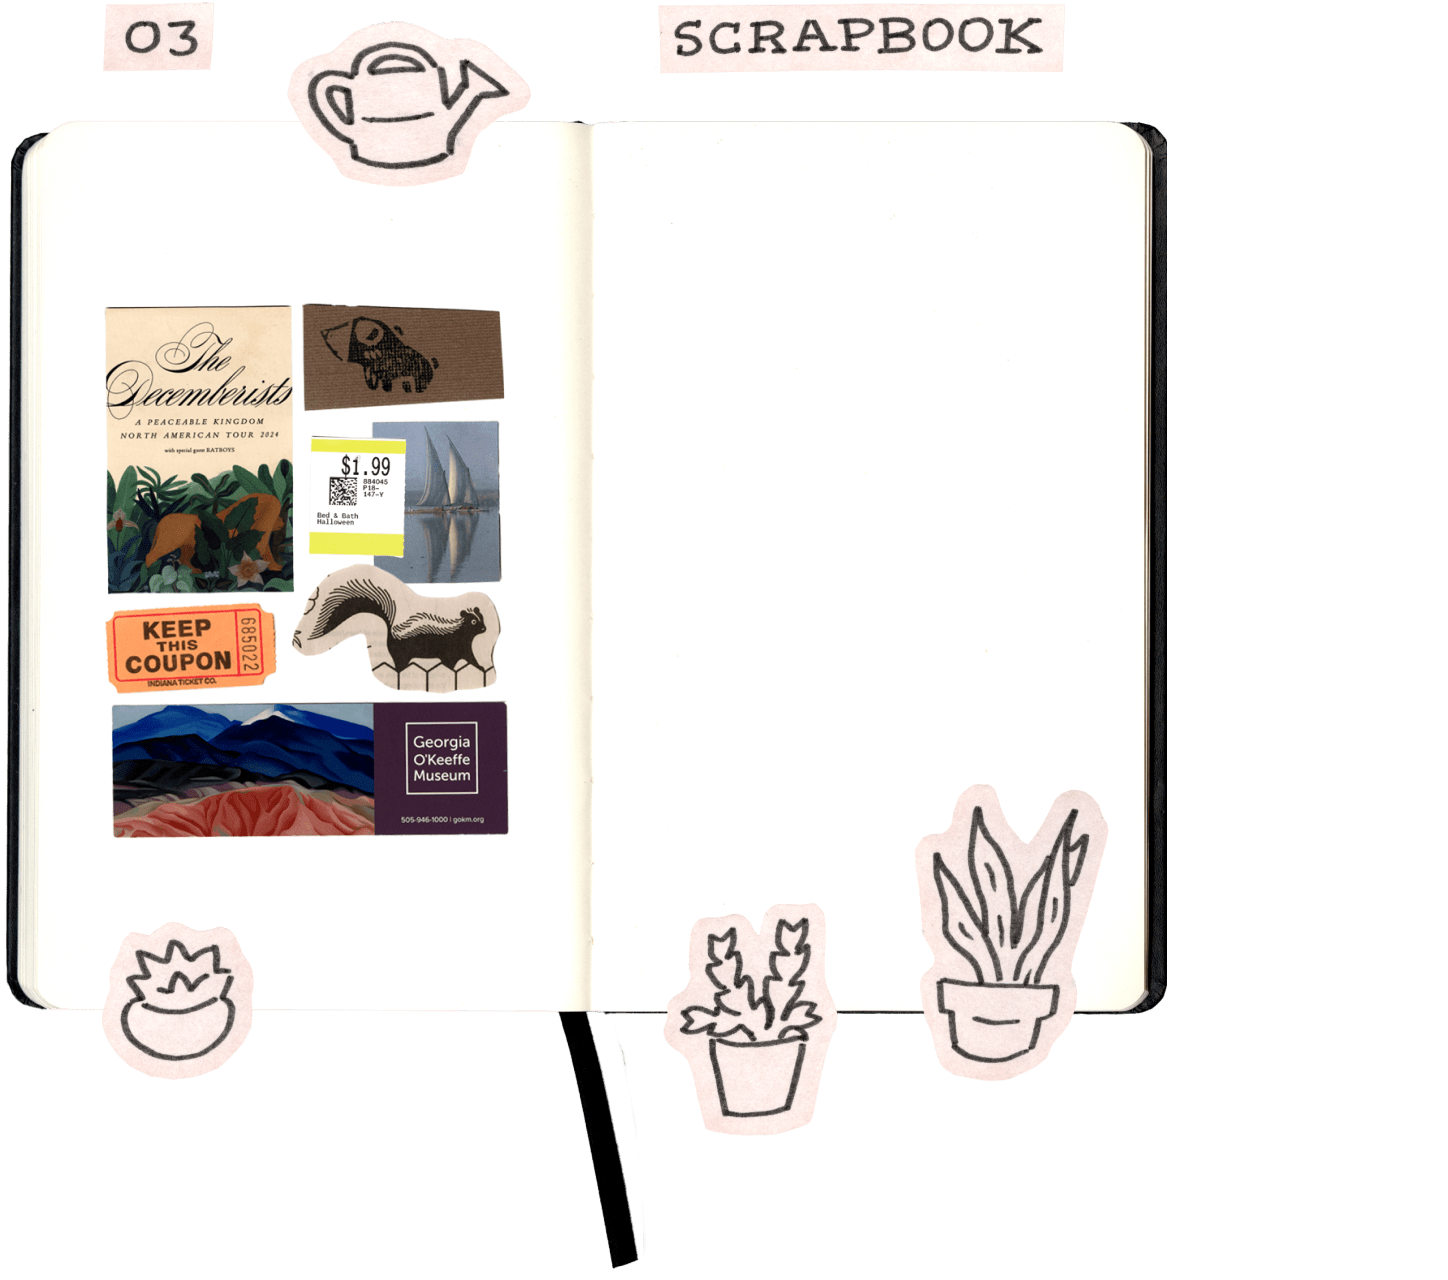 03
SCRAPBOOK
The
Decemberists
A PEACEABLE KINGDOM
NORTH AMERICAN TOUR 2024
with special guest RATBOYS
$1.99
884045
P18-
147-Y
Bed & Bath
Halloween
KEEP
THIS
COUPON
INDIANA TICKET CO.
685022
Georgia
O'Keeffe
Museum
505-946-1000 | gokm.org